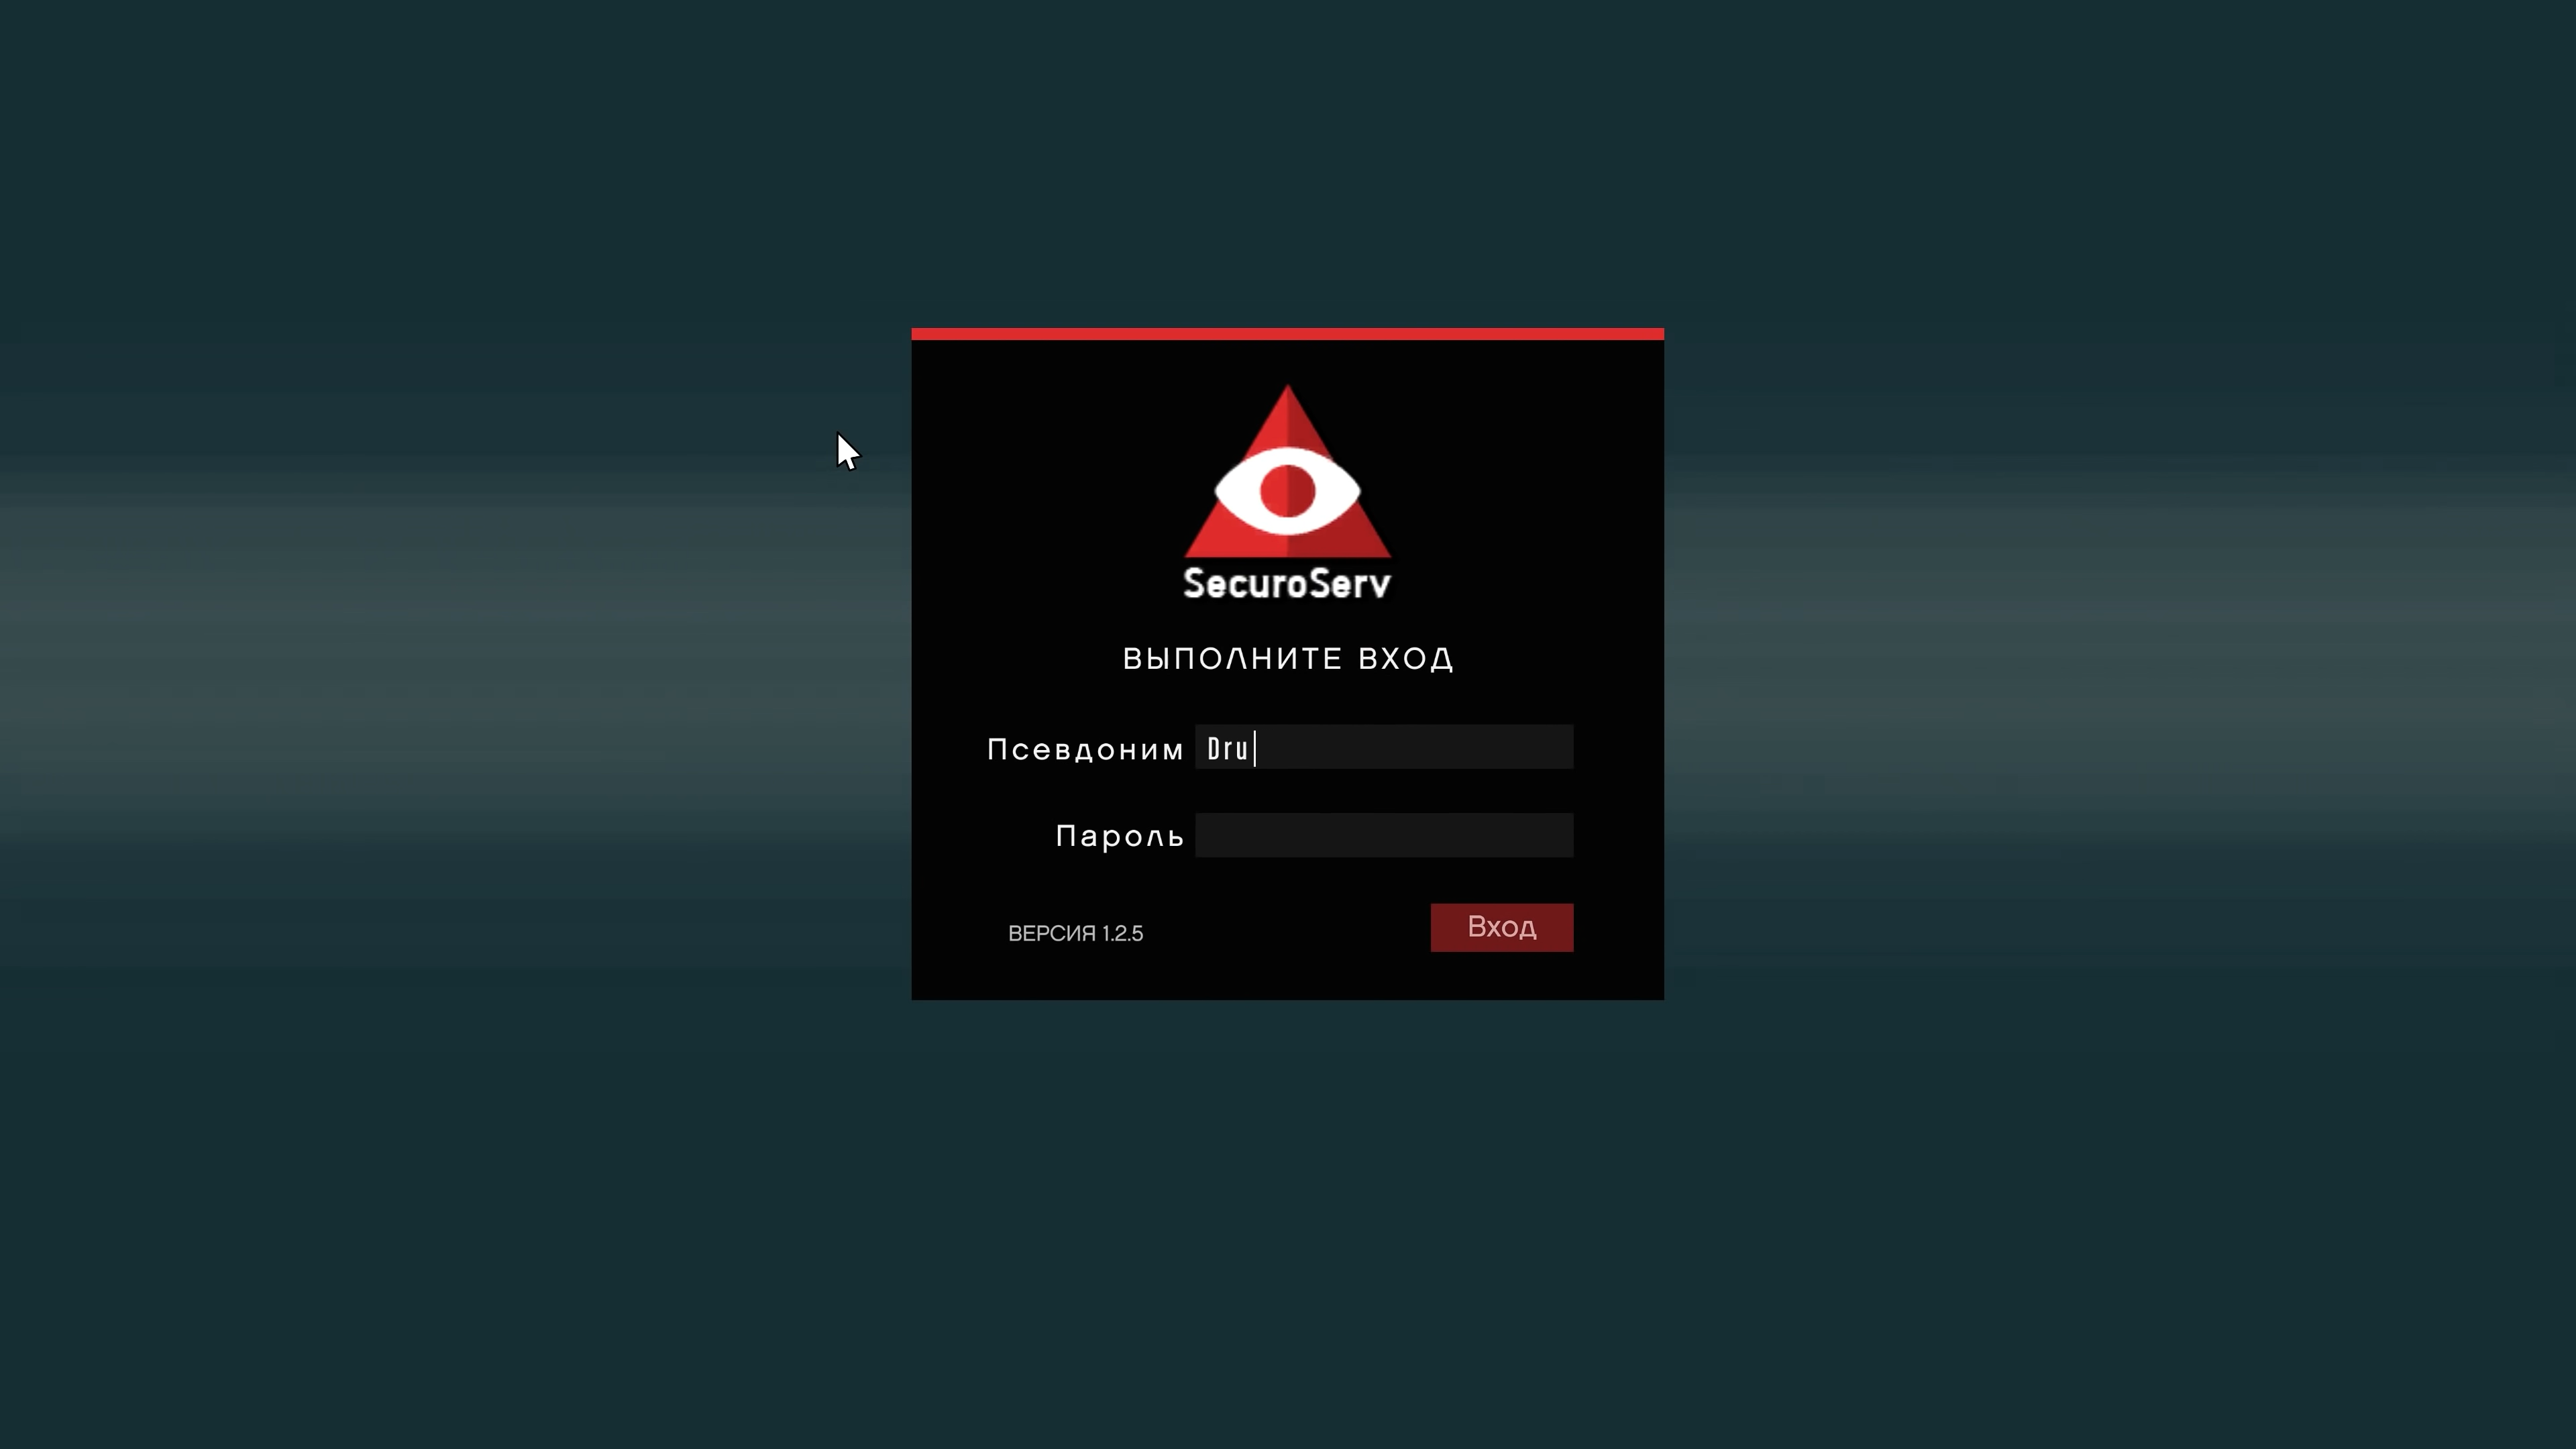 SecuroServ
ВЫПОЛНИТЕ ВХОД
Псевдоним Dru
Пароль
ВЕРСИЯ 1.2.5
Вход